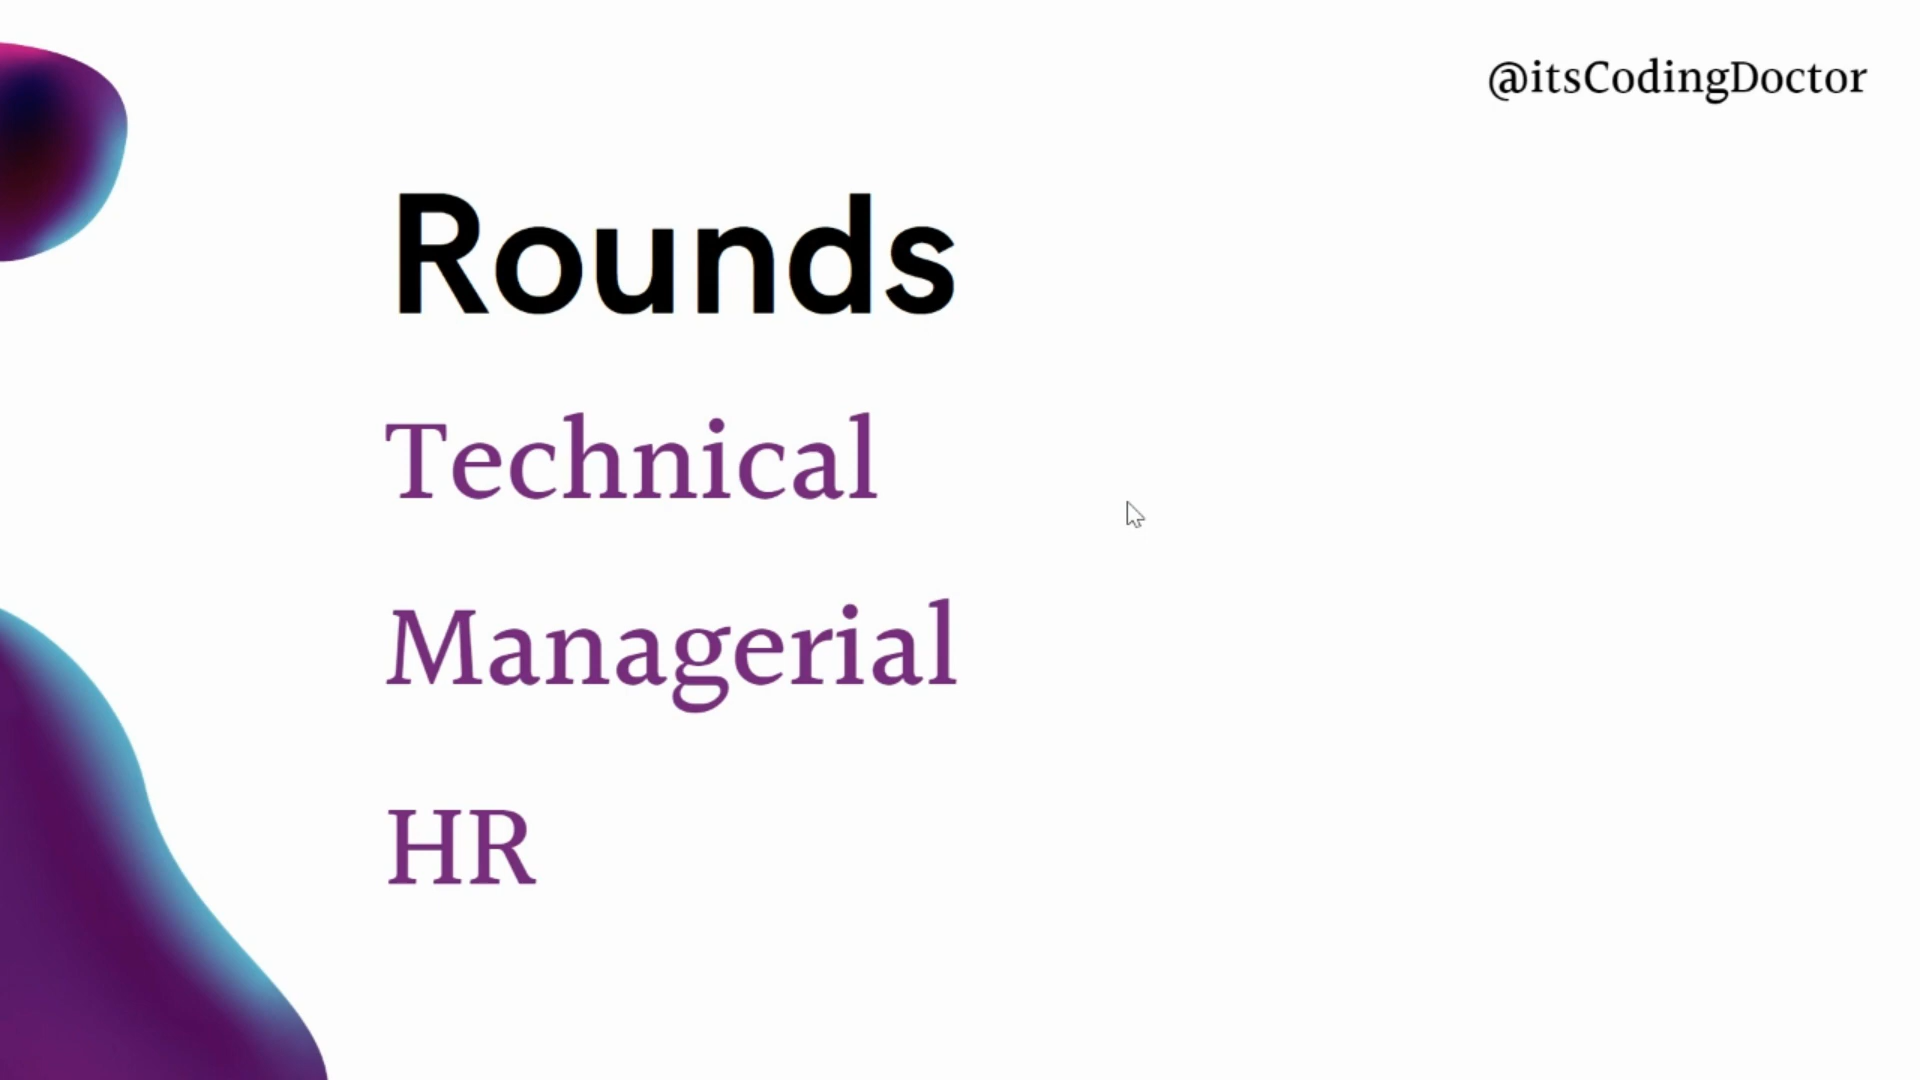 @itsCodingDoctor
Rounds
Technical
Managerial
HR